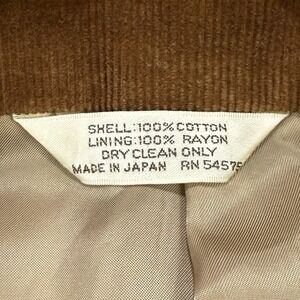 SHELL:100% COTTON
LINING:100% RAYON
DRY CLEAN ONLY
MADE IN JAPAN RN 54575